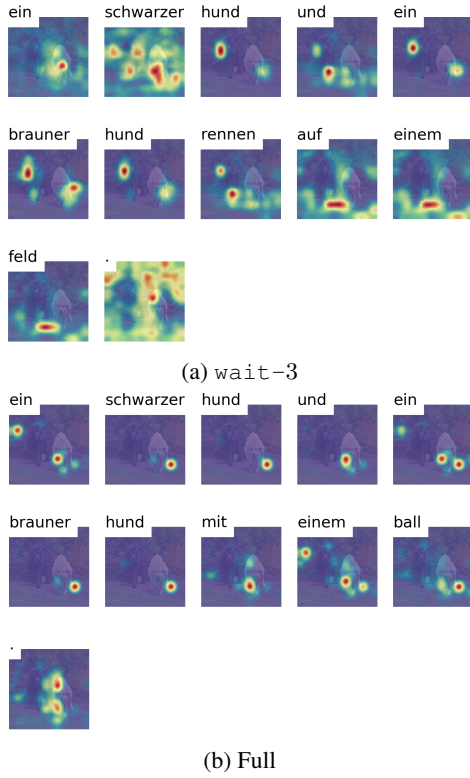 ein schwarzer hund und ein
brauner hund rennen auf einem
feld .
(a) wait-3
ein schwarzer hund und ein
brauner hund mit einem ball
.
(b) Full